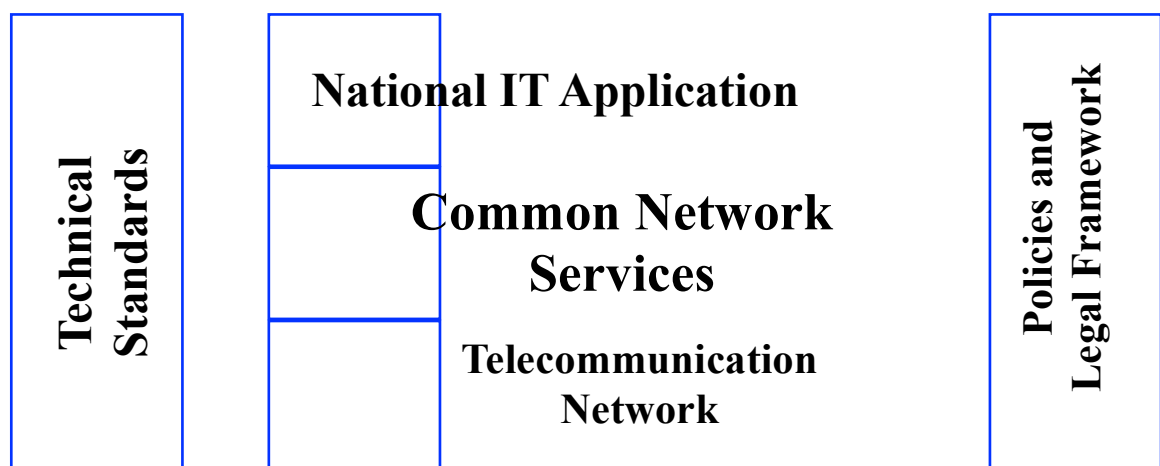 Technical
Standards
National IT Application
Common Network
Services
Telecommunication
Network
Policies and
Legal Framework